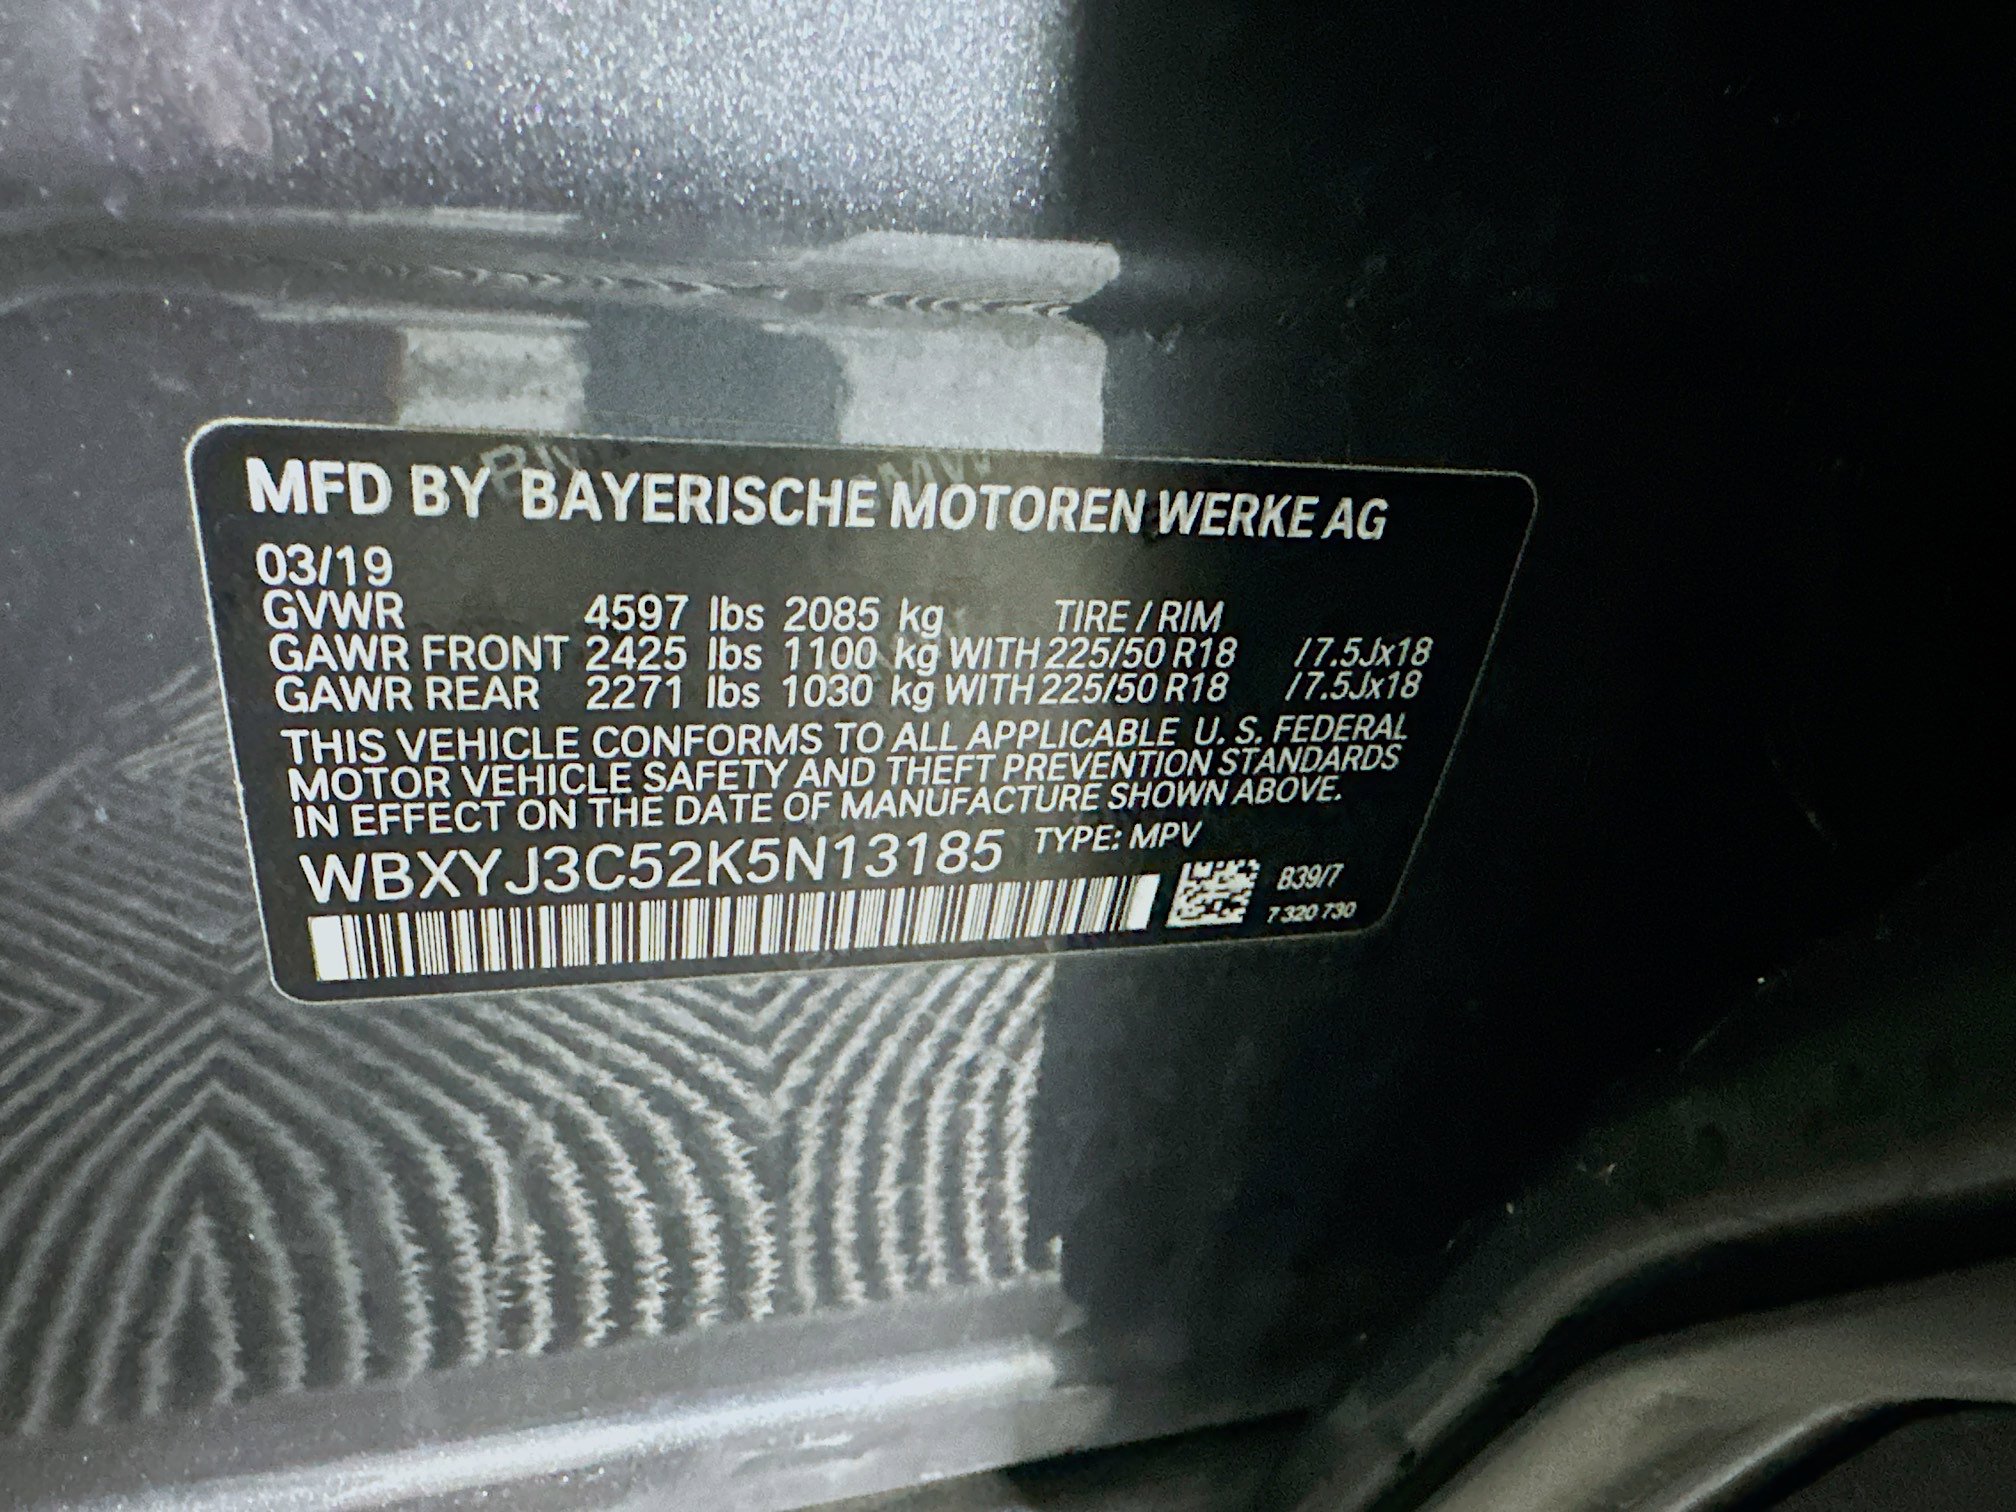 MFD BY BAYERISCHE MOTOREN WERKE AG
03/19
GVWR 4597 lbs 2085 kg TIRE / RIM
GAWR FRONT 2425 lbs 1100 kg WITH 225/50 R18 / 7.5Jx18
GAWR REAR 2271 lbs 1030 kg WITH 225/50 R18 / 7.5Jx18
THIS VEHICLE CONFORMS TO ALL APPLICABLE U. S. FEDERAL
MOTOR VEHICLE SAFETY AND THEFT PREVENTION STANDARDS
IN EFFECT ON THE DATE OF MANUFACTURE SHOWN ABOVE.
WBXYJ3C52K5N13185 TYPE: MPV
B39/7
7 320 730